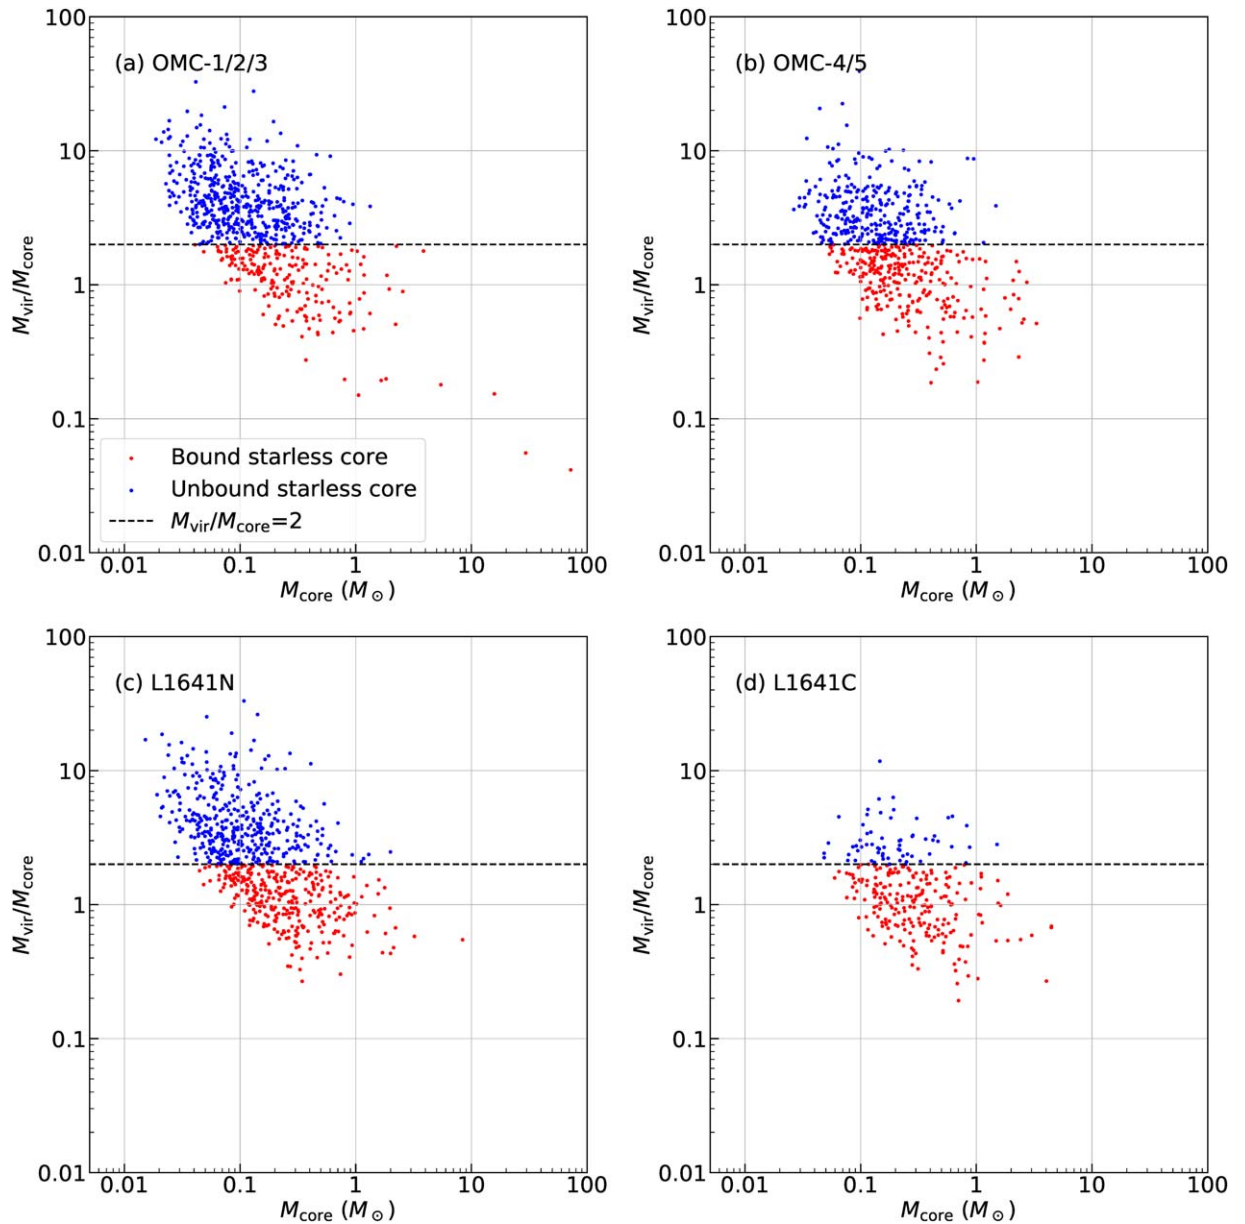 (a) OMC-1/2/3
100
10
1
0.1
0.01
M_vir/M_core
Bound starless core
Unbound starless core
M_vir/M_core=2
0.01 0.1 1 10 100
M_core (M_⊙)
(b) OMC-4/5
100
10
1
0.1
0.01
M_vir/M_core
0.01 0.1 1 10 100
M_core (M_⊙)
(c) L1641N
100
10
1
0.1
0.01
M_vir/M_core
0.01 0.1 1 10 100
M_core (M_⊙)
(d) L1641C
100
10
1
0.1
0.01
M_vir/M_core
0.01 0.1 1 10 100
M_core (M_⊙)